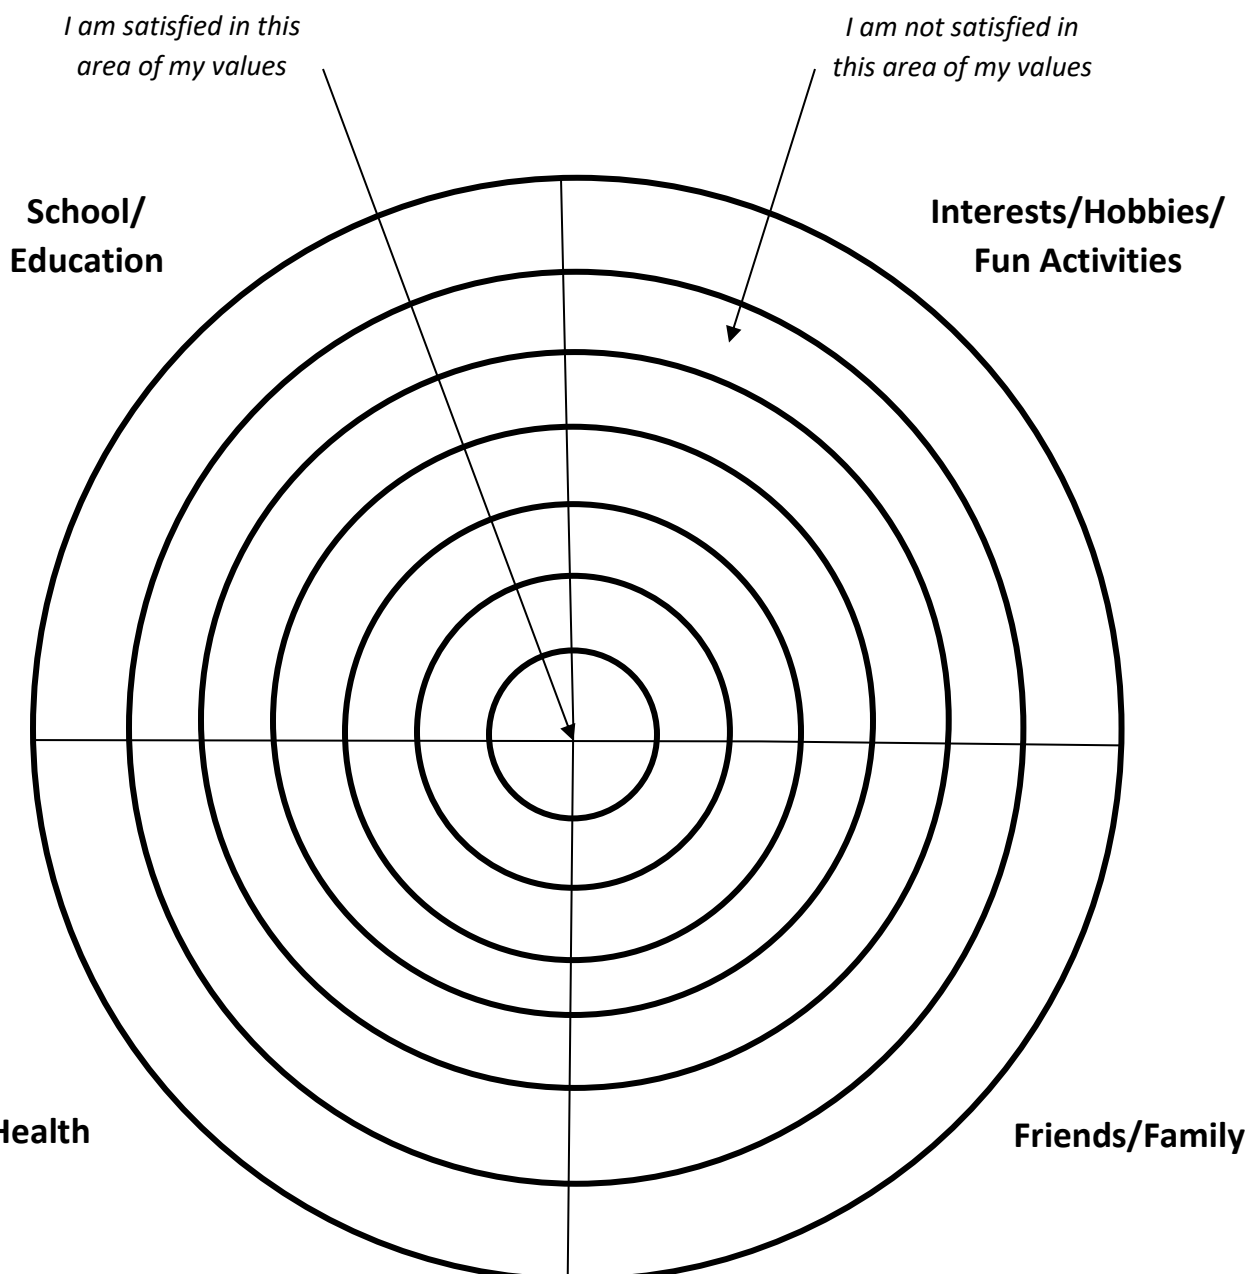 I am satisfied in this
area of my values
I am not satisfied in
this area of my values
School/
Education
Interests/Hobbies/
Fun Activities
Health
Friends/Family